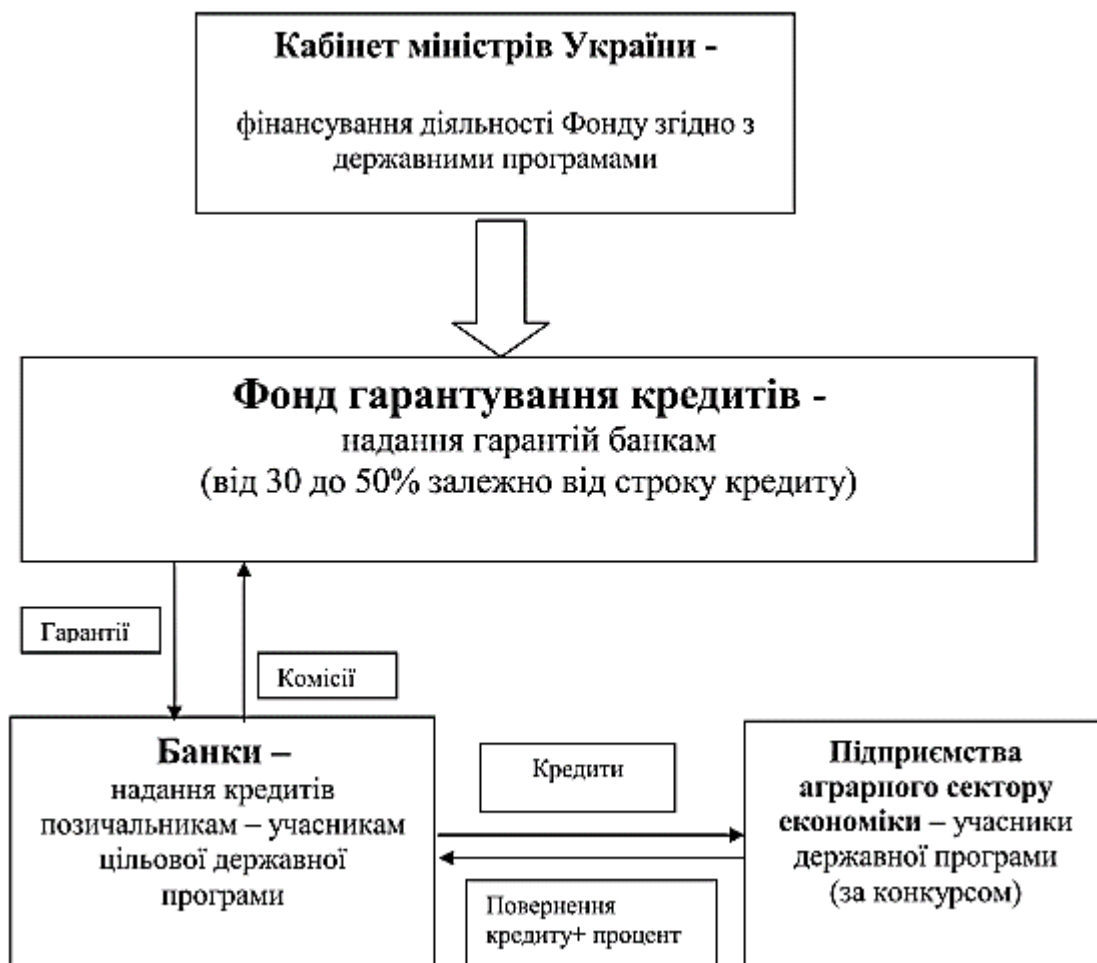 Кабінет міністрів України -
фінансування діяльності Фонду згідно з
державними програмами
Фонд гарантування кредитів -
надання гарантій банкам
(від 30 до 50% залежно від строку кредиту)
Гарантії
Комісії
Банки –
надання кредитів
позичальникам – учасникам
цільової державної
програми
Кредити
Повернення
кредиту+ процент
Підприємства
аграрного сектору
економіки – учасники
державної програми
(за конкурсом)